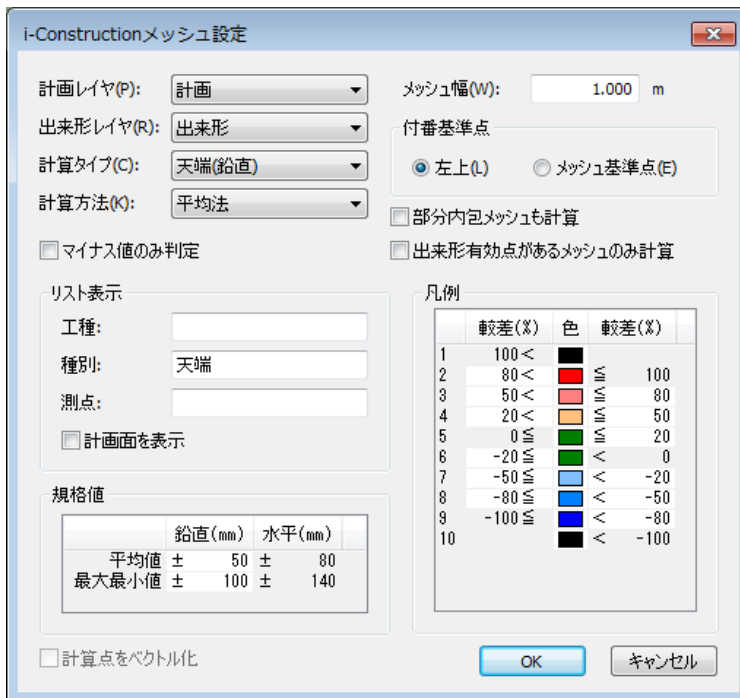 i-Constructionメッシュ設定
計画レイヤ(P): 計画
出来形レイヤ(R): 出来形
計算タイプ(C): 天端(鉛直)
計算方法(K): 平均法
マイナス値のみ判定
メッシュ幅(W): 1.000 m
付番基準点
左上(L) メッシュ基準点(E)
部分内包メッシュも計算
出来形有効点があるメッシュのみ計算
リスト表示
工種:
種別: 天端
測点:
計画面を表示
規格値
鉛直(mm) 水平(mm)
平均値 ± 50 ± 80
最大最小値 ± 100 ± 140
凡例
較差(%) 色 較差(%)
1 100<
2 80< ≦ 100
3 50< ≦ 80
4 20< ≦ 50
5 0≦ ≦ 20
6 -20≦ < 0
7 -50≦ < -20
8 -80≦ < -50
9 -100≦ < -80
10 < -100
計算点をベクトル化
OK キャンセル